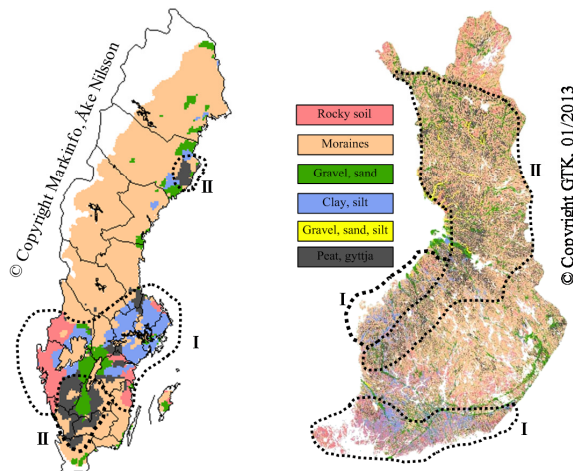 © Copyright Markinfo, Åke Nilsson
II
I
II
Rocky soil
Moraines
Gravel, sand
Clay, silt
Gravel, sand, silt
Peat, gyttja
II
I
I
© Copyright GTK, 01/2013